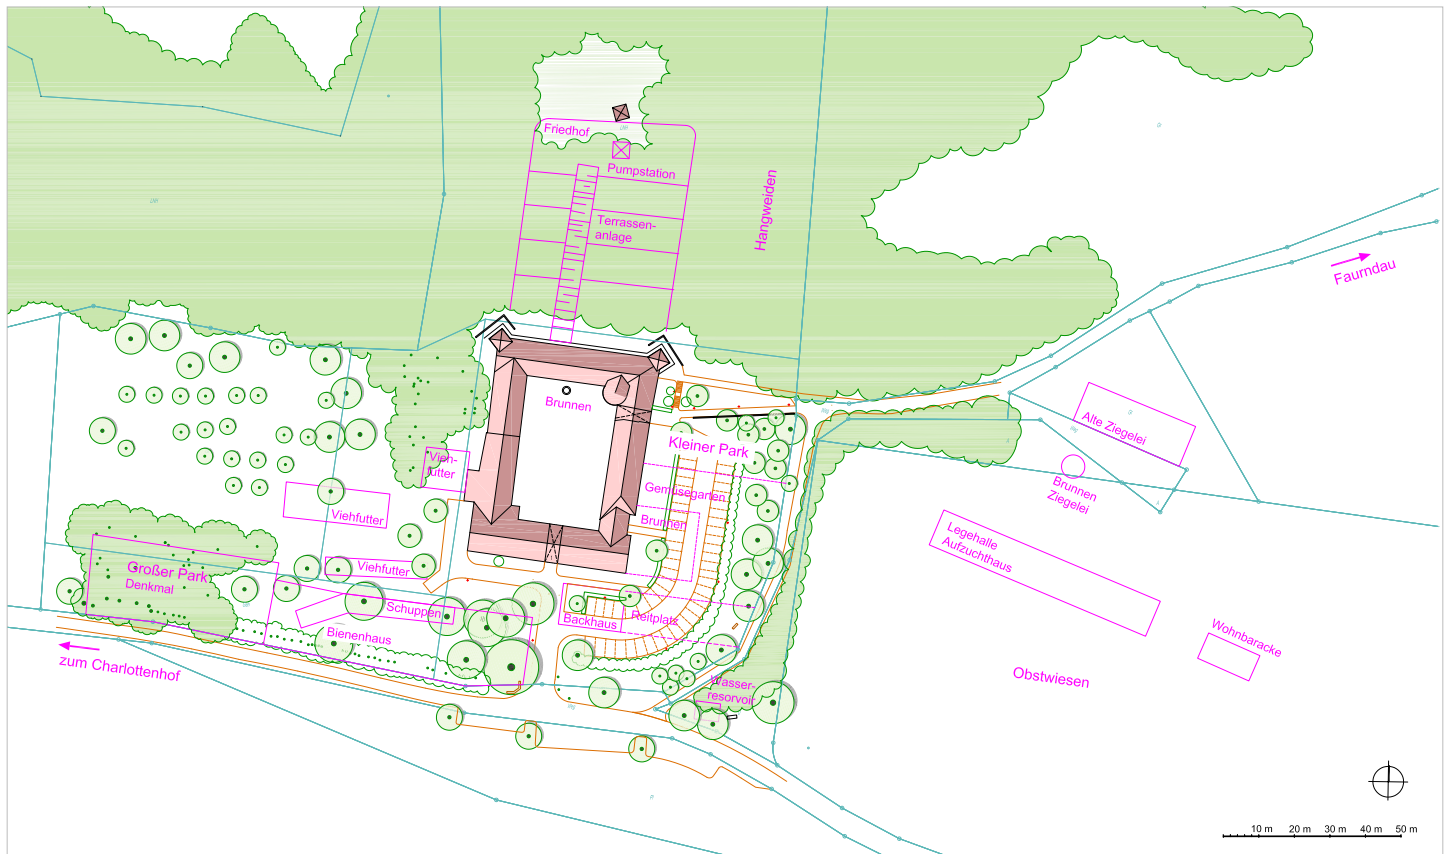 Friedhof
Pumpstation
Terrassen-
anlage
Hangweiden
Faurndau
Brunnen
Kleiner Park
Vieh-
futter
Viehfutter
Gemüsegarten
Brunnen
Alte Ziegelei
Brunnen
Ziegelei
Legehalle
Aufzuchthaus
Großer Park
Denkmal
Viehfutter
Schuppen
Bienenhaus
Backhaus
Reitplatz
Wohnbaracke
zum Charlottenhof
Wasser-
resorvoir
Obstwiesen
10 m 20 m 30 m 40 m 50 m